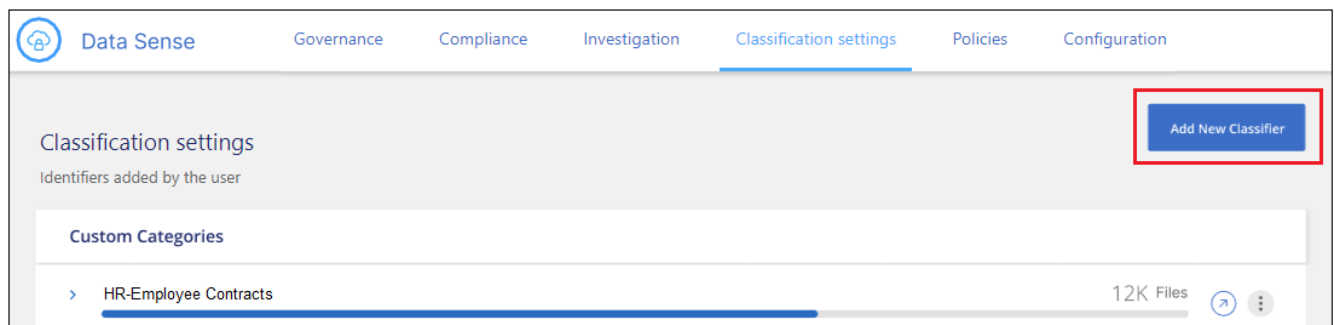 Data Sense Governance Compliance Investigation Classification settings Policies Configuration
Add New Classifier
Classification settings
Identifiers added by the user
Custom Categories
HR-Employee Contracts 12K Files